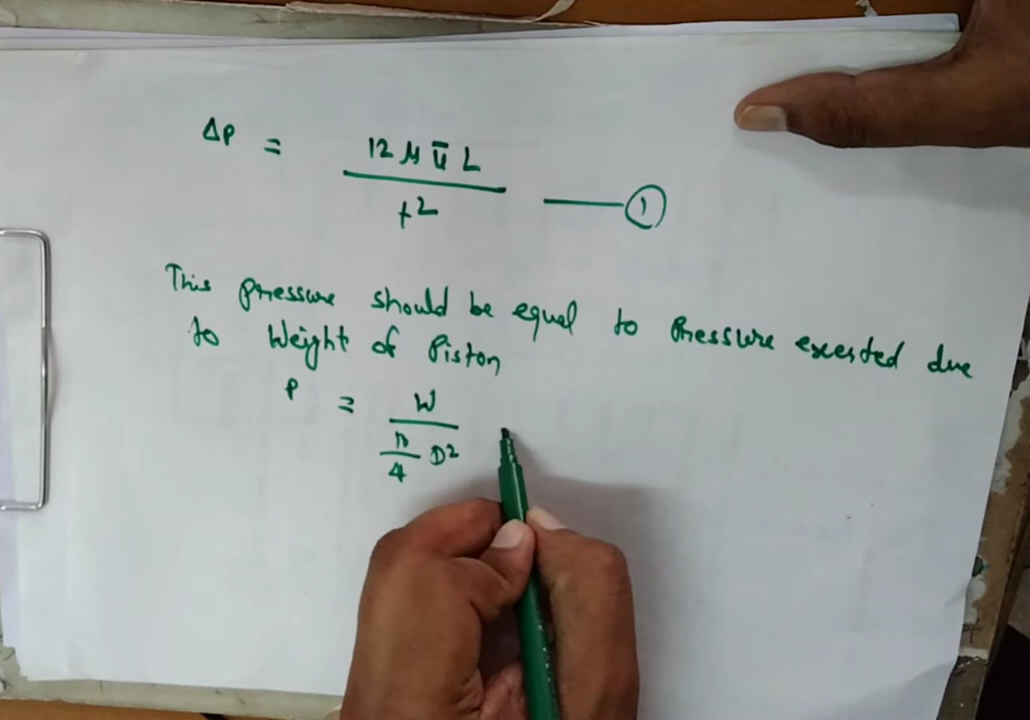 ΔP = 12 μ ū L / t² —— ①
This pressure should be equal to Pressure exerted due
to Weight of Piston
P = W / π/4 D²